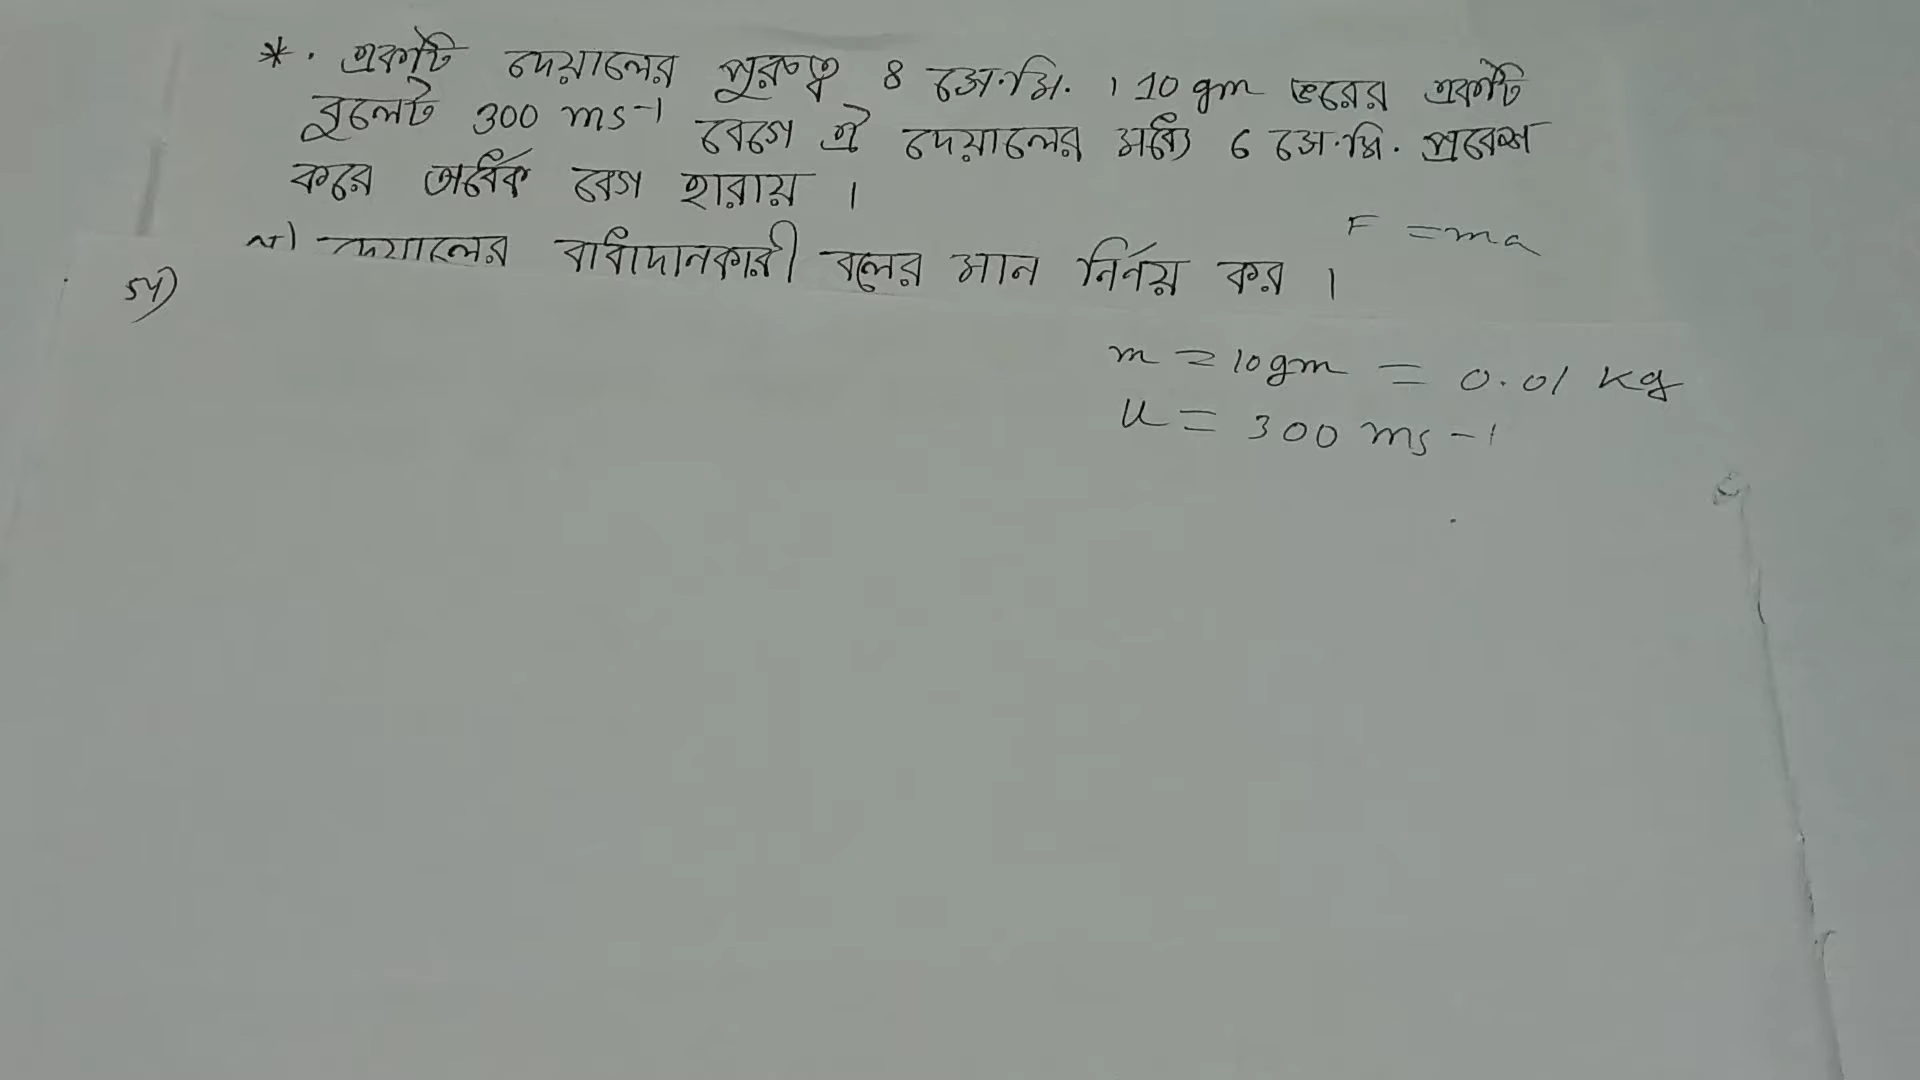 *. একটি দেয়ালের পুরুত্ব 8 সে.মি. । 10 gm ভরের একটি
বুলেট 300 ms⁻¹ বেগে ঐ দেয়ালের মধ্যে 6 সে.মি. প্রবেশ
করে অর্ধেক বেগ হারায় ।
দেয়ালের বাধাদানকারী বলের মান নির্ণয় কর ।
F = ma
m = 10gm = 0.01 kg
u = 300 ms-1